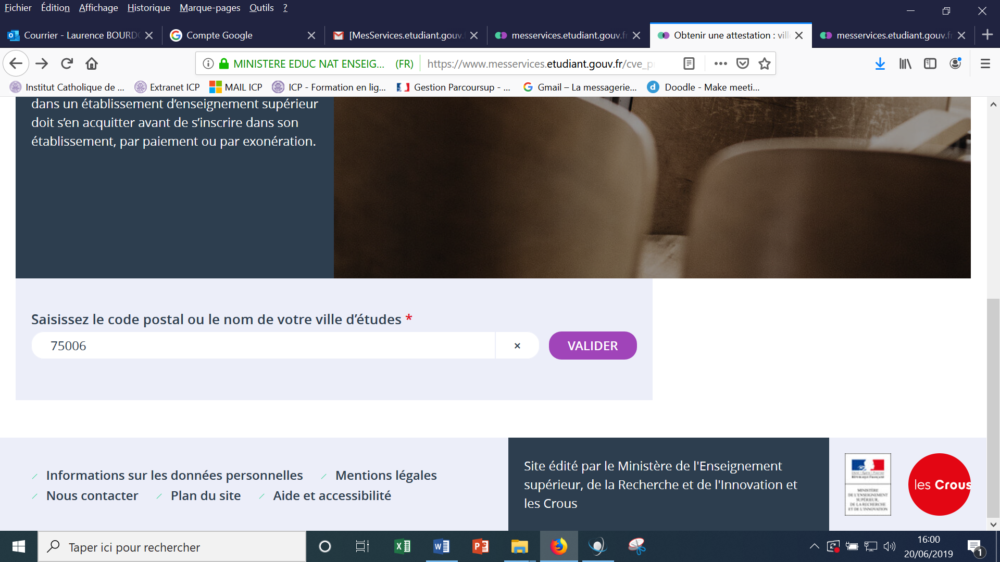 Fichier Édition Affichage Historique Marque-pages Outils ?
Courrier - Laurence BOURD
Compte Google
[MesServices.etudiant.gouv.f
messervices.etudiant.gouv.fr
Obtenir une attestation : ville
messervices.etudiant.gouv.fr
MINISTERE EDUC NAT ENSEIG... (FR) https://www.messervices.etudiant.gouv.fr/cve_p
Institut Catholique de ... Extranet ICP MAIL ICP ICP - Formation en lig... Gestion Parcoursup - ... Gmail – La messagerie... Doodle - Make meeti...
dans un établissement d’enseignement supérieur
doit s’en acquitter avant de s’inscrire dans son
établissement, par paiement ou par exonération.
Saisissez le code postal ou le nom de votre ville d’études *
75006 × VALIDER
Informations sur les données personnelles Mentions légales
Nous contacter Plan du site Aide et accessibilité
Site édité par le Ministère de l'Enseignement
supérieur, de la Recherche et de l'Innovation et
les Crous
MINISTÈRE
DE L'ENSEIGNEMENT
SUPÉRIEUR,
DE LA RECHERCHE
ET DE L'INNOVATION
les Crous
Taper ici pour rechercher
16:00
20/06/2019
1